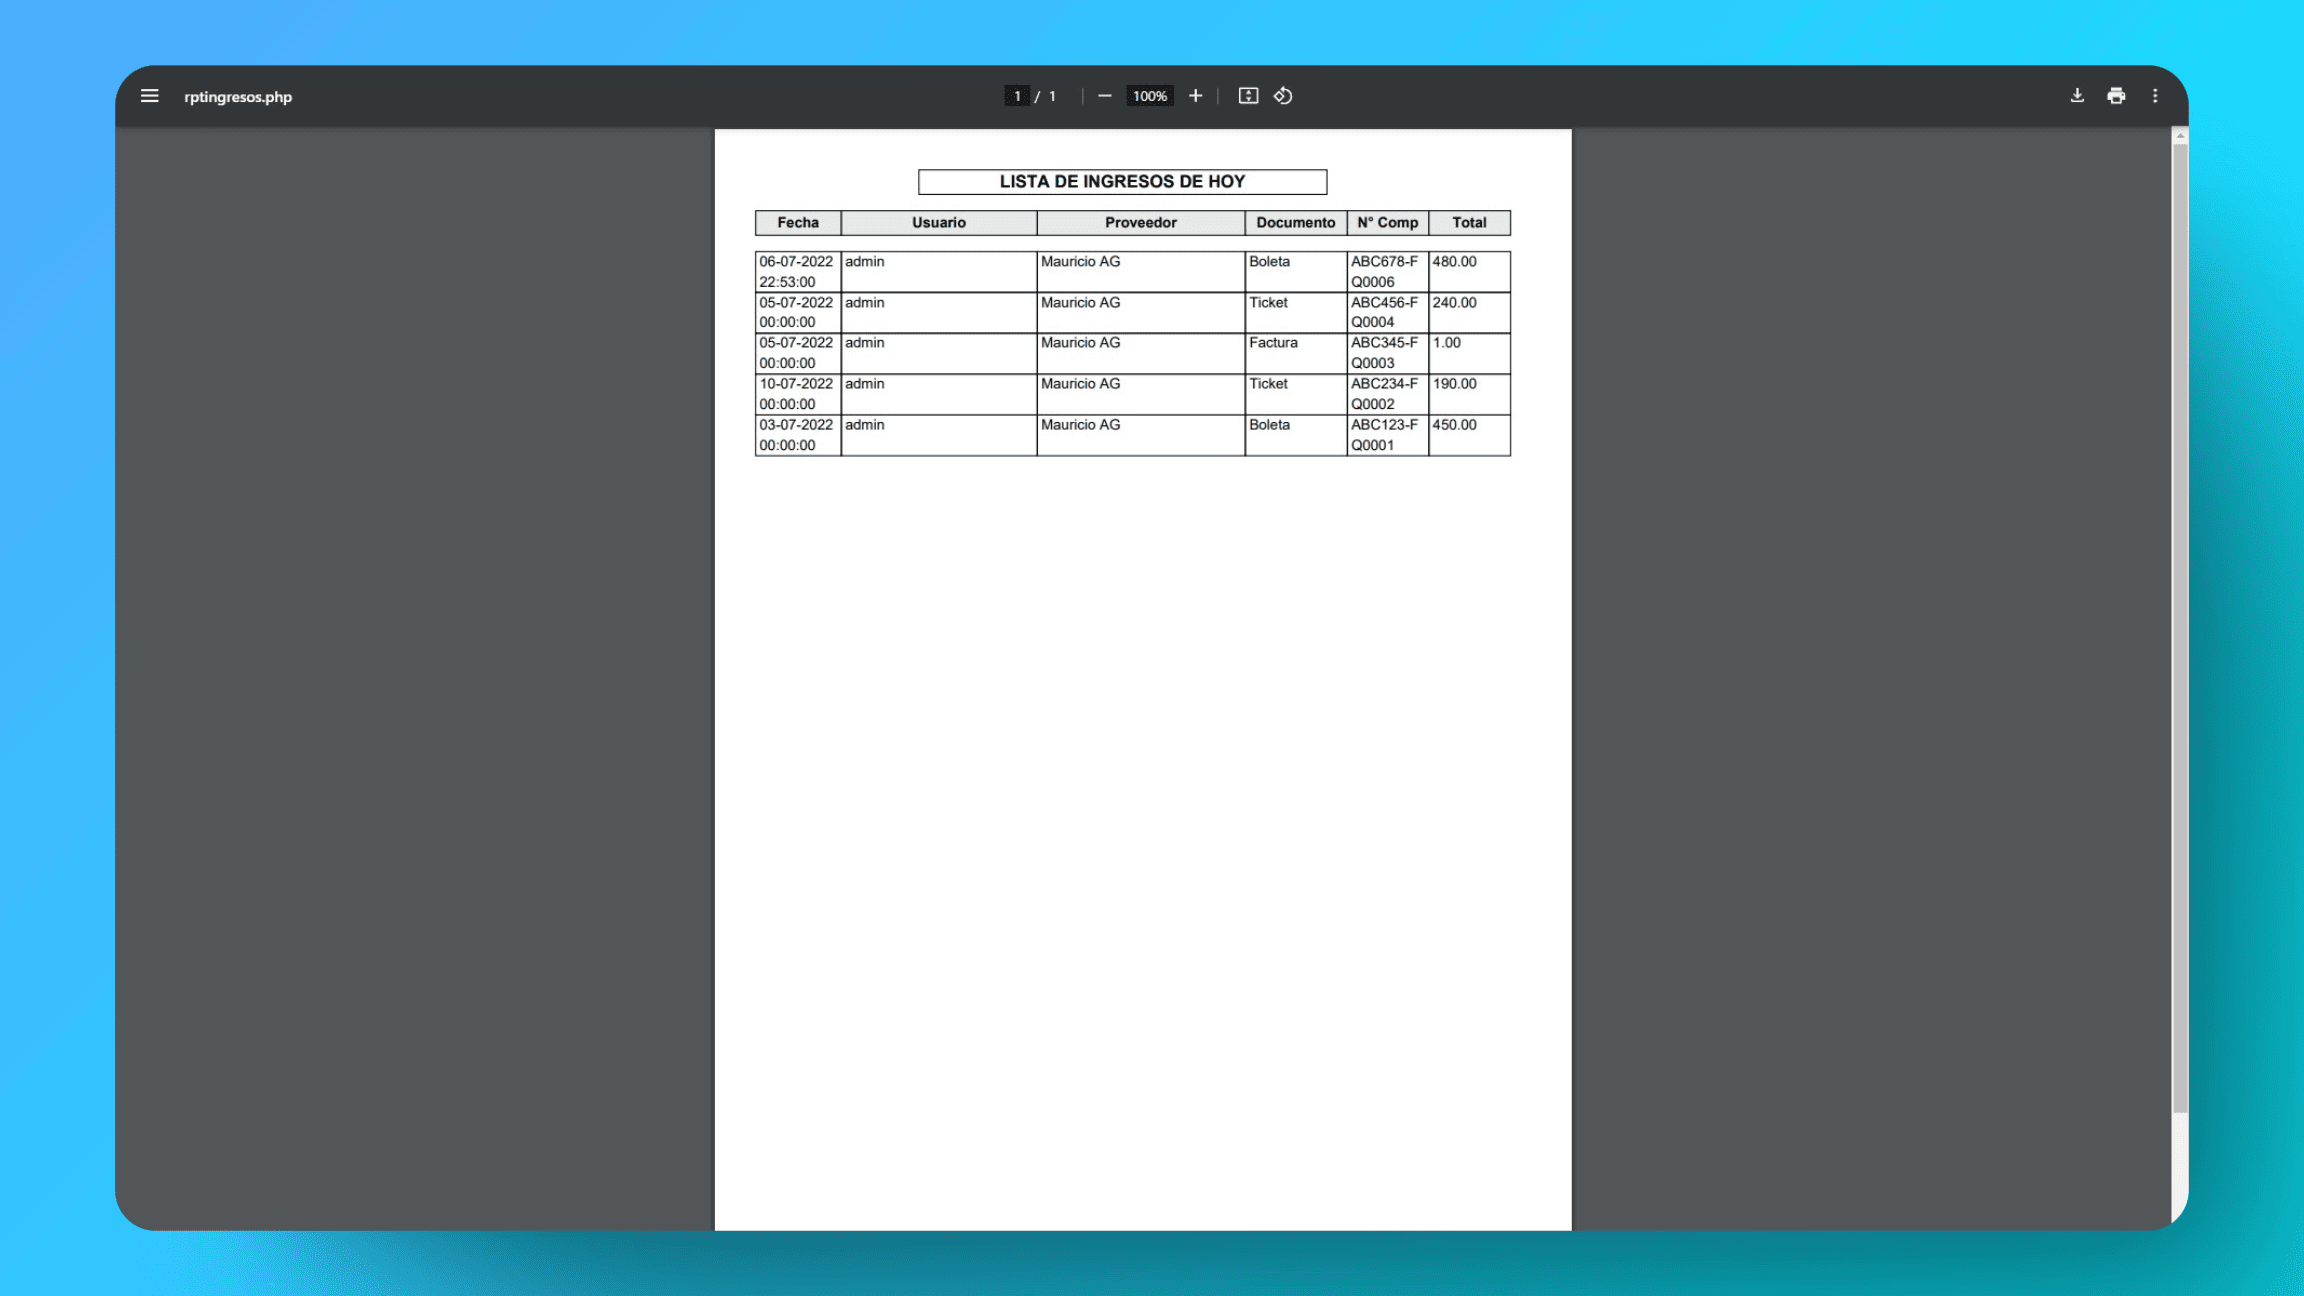 rptingresos.php
1 / 1
100%
LISTA DE INGRESOS DE HOY
Fecha Usuario Proveedor Documento N° Comp Total
06-07-2022 admin Mauricio AG Boleta ABC678-F 480.00
22:53:00 Q0006
05-07-2022 admin Mauricio AG Ticket ABC456-F 240.00
00:00:00 Q0004
05-07-2022 admin Mauricio AG Factura ABC345-F 1.00
00:00:00 Q0003
10-07-2022 admin Mauricio AG Ticket ABC234-F 190.00
00:00:00 Q0002
03-07-2022 admin Mauricio AG Boleta ABC123-F 450.00
00:00:00 Q0001